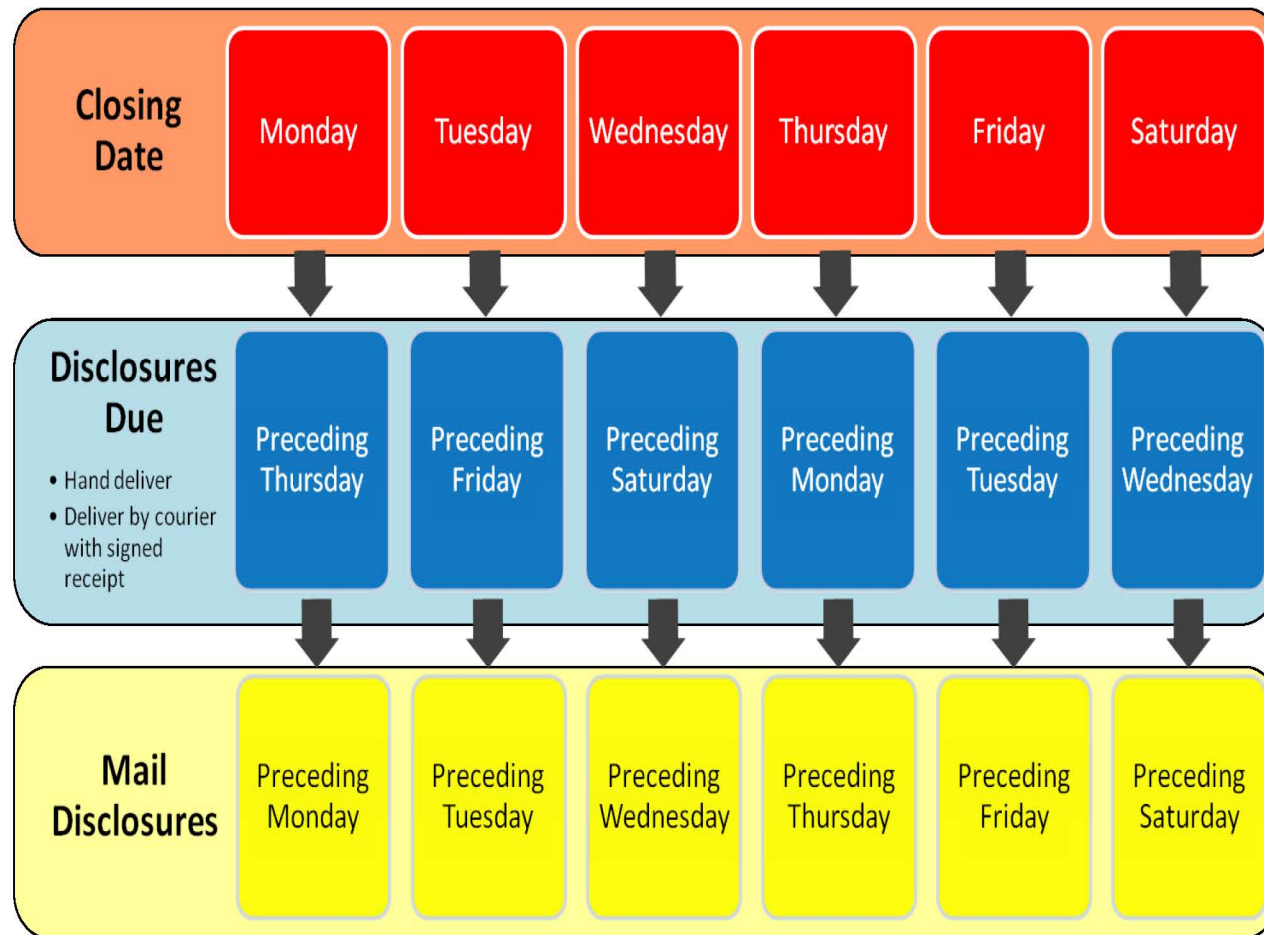 Closing
Date
Monday
Tuesday
Wednesday
Thursday
Friday
Saturday
Disclosures
Due
• Hand deliver
• Deliver by courier
with signed
receipt
Preceding
Thursday
Preceding
Friday
Preceding
Saturday
Preceding
Monday
Preceding
Tuesday
Preceding
Wednesday
Mail
Disclosures
Preceding
Monday
Preceding
Tuesday
Preceding
Wednesday
Preceding
Thursday
Preceding
Friday
Preceding
Saturday